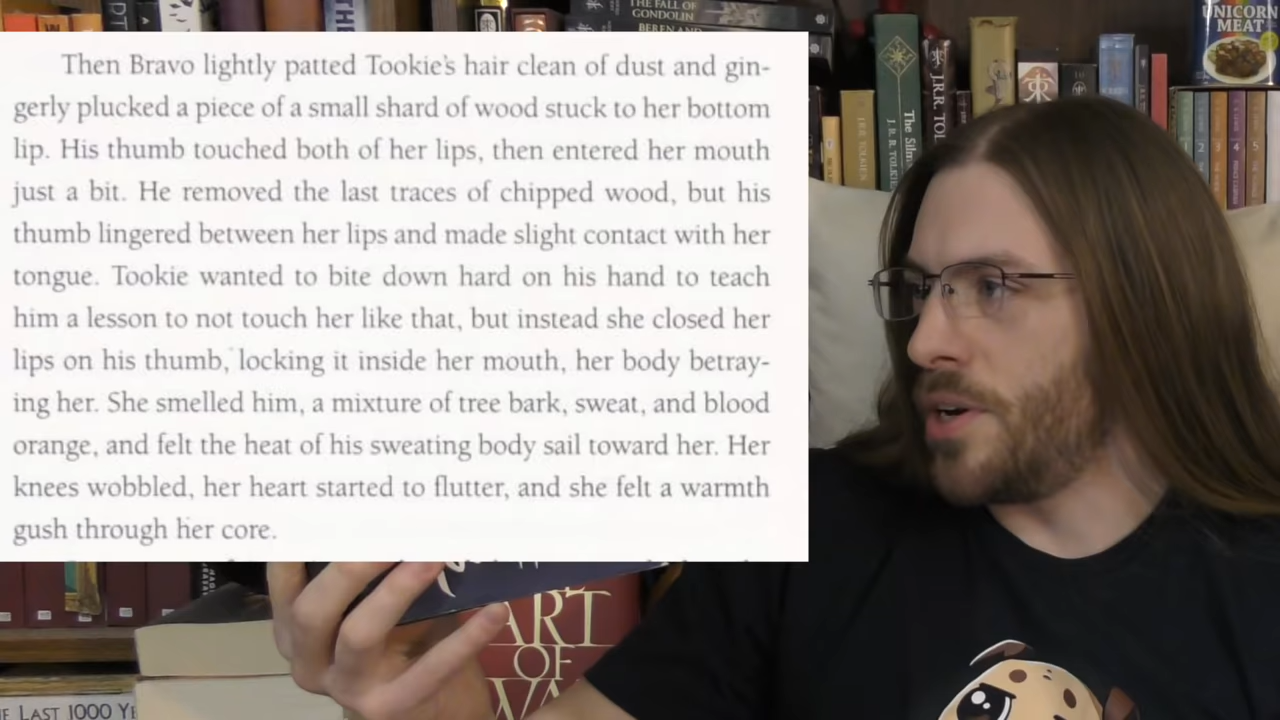 THE FALL OF
GONDOLIN
BEREN AND
UNICORN
MEAT
Then Bravo lightly patted Tookie's hair clean of dust and gin-
gerly plucked a piece of a small shard of wood stuck to her bottom
lip. His thumb touched both of her lips, then entered her mouth
just a bit. He removed the last traces of chipped wood, but his
thumb lingered between her lips and made slight contact with her
tongue. Tookie wanted to bite down hard on his hand to teach
him a lesson to not touch her like that, but instead she closed her
lips on his thumb, locking it inside her mouth, her body betray-
ing her. She smelled him, a mixture of tree bark, sweat, and blood
orange, and felt the heat of his sweating body sail toward her. Her
knees wobbled, her heart started to flutter, and she felt a warmth
gush through her core.
J.R.R. TOL
The Silm
J.R.R. TOLKIE
ART
OF
WA
LAST 1000 YE